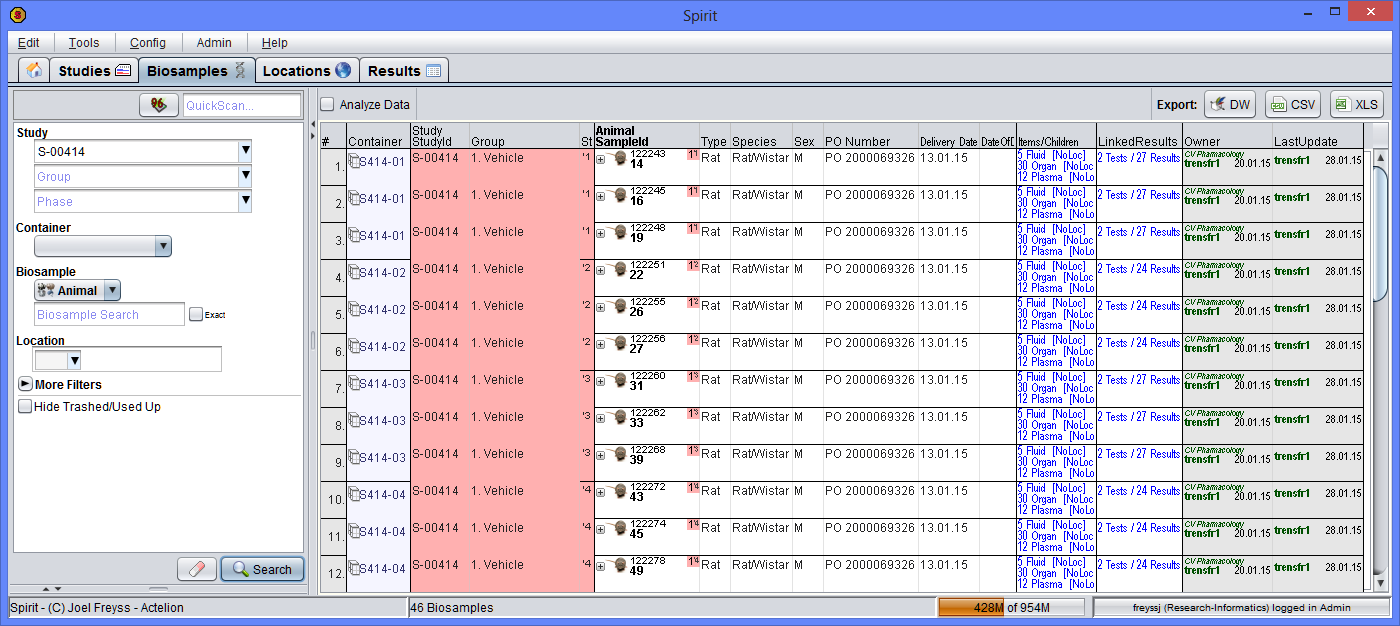 Spirit
Edit Tools Config Admin Help
Studies Biosamples Locations Results
QuickScan...
Analyze Data
Export: DW CSV XLS
Study
S-00414
Group
Phase
Container
Biosample
Animal
Biosample Search Exact
Location
More Filters
Hide Trashed/Used Up
Search
# Container Study StudyId Group St Animal SampleId Type Species Sex PO Number Delivery Date Date Off. Items/Children LinkedResults Owner LastUpdate
1. S414-01 S-00414 1. Vehicle '1 122243 1'1 Rat Rat/Wistar M PO 2000069326 13.01.15 5 Fluid [NoLoc] 2 Tests / 27 Results CV Pharmacology
14 30 Organ [NoLoc trensfr1 20.01.15 trensfr1 28.01.15
12 Plasma [NoLo
2. S414-01 S-00414 1. Vehicle '1 122245 1'1 Rat Rat/Wistar M PO 2000069326 13.01.15 5 Fluid [NoLoc] 2 Tests / 27 Results CV Pharmacology
16 30 Organ [NoLoc trensfr1 20.01.15 trensfr1 28.01.15
12 Plasma [NoLo
3. S414-01 S-00414 1. Vehicle '1 122248 1'1 Rat Rat/Wistar M PO 2000069326 13.01.15 5 Fluid [NoLoc] 2 Tests / 27 Results CV Pharmacology
19 30 Organ [NoLoc trensfr1 20.01.15 trensfr1 28.01.15
12 Plasma [NoLo
4. S414-02 S-00414 1. Vehicle '2 122251 1'2 Rat Rat/Wistar M PO 2000069326 13.01.15 5 Fluid [NoLoc] 2 Tests / 24 Results CV Pharmacology
22 30 Organ [NoLoc trensfr1 20.01.15 trensfr1 28.01.15
12 Plasma [NoLo
5. S414-02 S-00414 1. Vehicle '2 122255 1'2 Rat Rat/Wistar M PO 2000069326 13.01.15 5 Fluid [NoLoc] 2 Tests / 24 Results CV Pharmacology
26 30 Organ [NoLoc trensfr1 20.01.15 trensfr1 28.01.15
12 Plasma [NoLo
6. S414-02 S-00414 1. Vehicle '2 122256 1'2 Rat Rat/Wistar M PO 2000069326 13.01.15 5 Fluid [NoLoc] 2 Tests / 24 Results CV Pharmacology
27 30 Organ [NoLoc trensfr1 20.01.15 trensfr1 28.01.15
12 Plasma [NoLo
7. S414-03 S-00414 1. Vehicle '3 122260 1'3 Rat Rat/Wistar M PO 2000069326 13.01.15 5 Fluid [NoLoc] 2 Tests / 27 Results CV Pharmacology
31 30 Organ [NoLoc trensfr1 20.01.15 trensfr1 28.01.15
12 Plasma [NoLo
8. S414-03 S-00414 1. Vehicle '3 122262 1'3 Rat Rat/Wistar M PO 2000069326 13.01.15 5 Fluid [NoLoc] 2 Tests / 27 Results CV Pharmacology
33 30 Organ [NoLoc trensfr1 20.01.15 trensfr1 28.01.15
12 Plasma [NoLo
9. S414-03 S-00414 1. Vehicle '3 122268 1'3 Rat Rat/Wistar M PO 2000069326 13.01.15 5 Fluid [NoLoc] 2 Tests / 27 Results CV Pharmacology
39 30 Organ [NoLoc trensfr1 20.01.15 trensfr1 28.01.15
12 Plasma [NoLo
10. S414-04 S-00414 1. Vehicle '4 122272 1'4 Rat Rat/Wistar M PO 2000069326 13.01.15 5 Fluid [NoLoc] 2 Tests / 24 Results CV Pharmacology
43 30 Organ [NoLoc trensfr1 20.01.15 trensfr1 28.01.15
12 Plasma [NoLo
11. S414-04 S-00414 1. Vehicle '4 122274 1'4 Rat Rat/Wistar M PO 2000069326 13.01.15 5 Fluid [NoLoc] 2 Tests / 24 Results CV Pharmacology
45 30 Organ [NoLoc trensfr1 20.01.15 trensfr1 28.01.15
12 Plasma [NoLo
12. S414-04 S-00414 1. Vehicle '4 122278 1'4 Rat Rat/Wistar M PO 2000069326 13.01.15 5 Fluid [NoLoc] 2 Tests / 24 Results CV Pharmacology
49 30 Organ [NoLoc trensfr1 20.01.15 trensfr1 28.01.15
12 Plasma [NoLo
Spirit - (C) Joel Freyss - Actelion 46 Biosamples 428M of 954M freyssj (Research-Informatics) logged in Admin